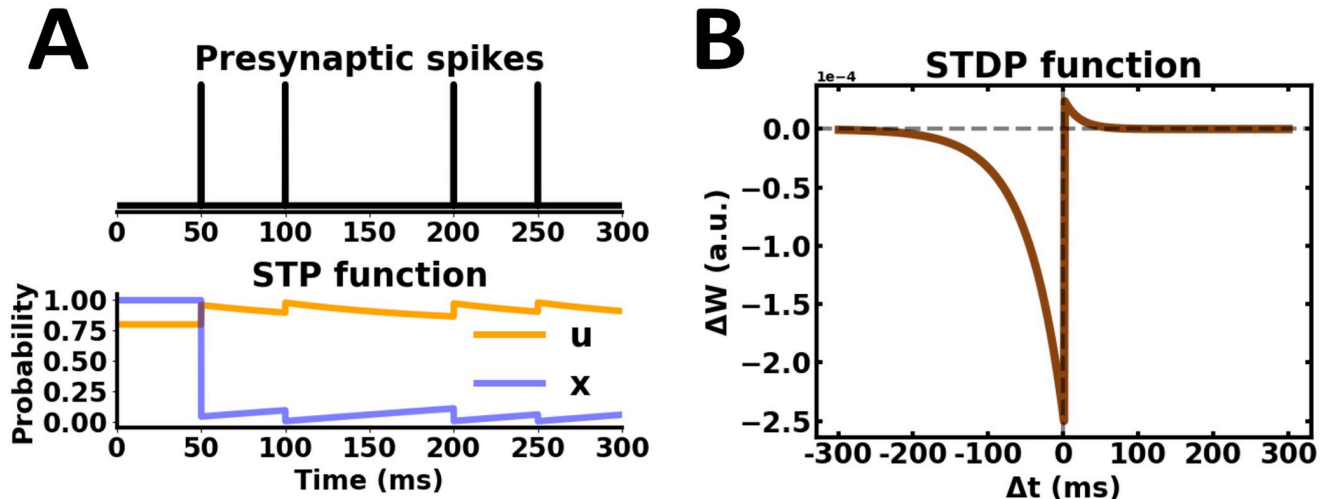 A
Presynaptic spikes
0 50 100 150 200 250 300
STP function
Probability
1.00
0.75
0.50
0.25
0.00
u
x
0 50 100 150 200 250 300
Time (ms)
B
STDP function
1e−4
ΔW (a.u.)
0.0
−0.5
−1.0
−1.5
−2.0
−2.5
-300 -200 -100 0 100 200 300
Δt (ms)